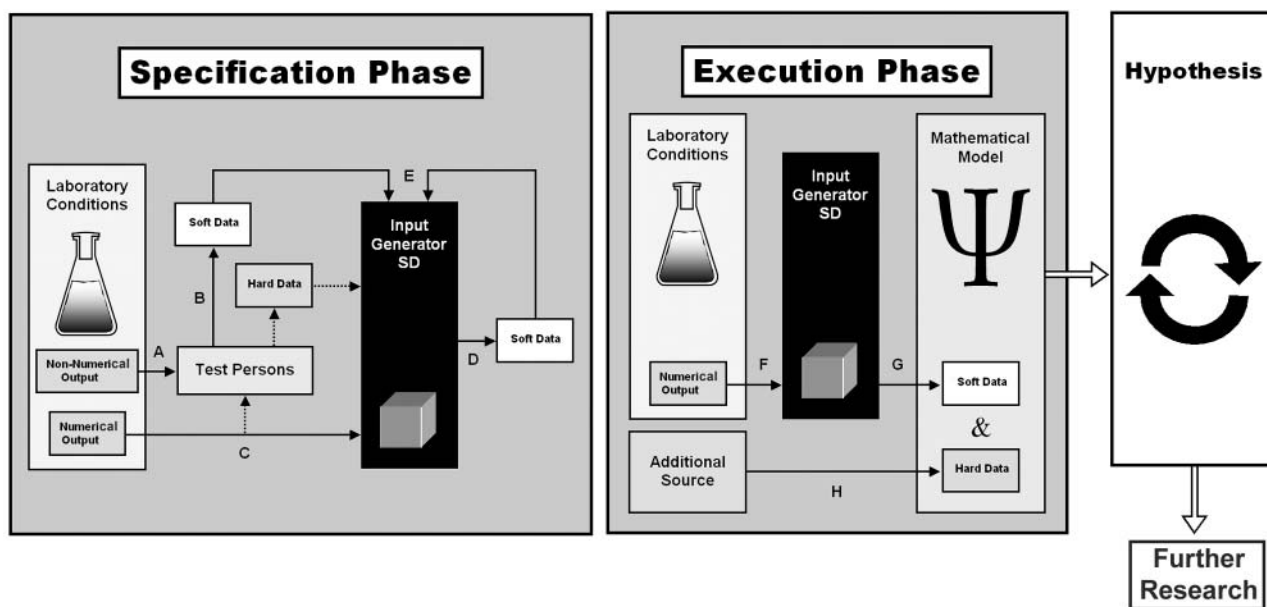 Specification Phase
Laboratory
Conditions
Non-Numerical
Output
Numerical
Output
A
B
C
Test Persons
Soft Data
Hard Data
E
Input
Generator
SD
D
Soft Data
Execution Phase
Laboratory
Conditions
Numerical
Output
F
Input
Generator
SD
G
Mathematical
Model
Ψ
Soft Data
&
Hard Data
Additional
Source
H
Hypothesis
Further
Research